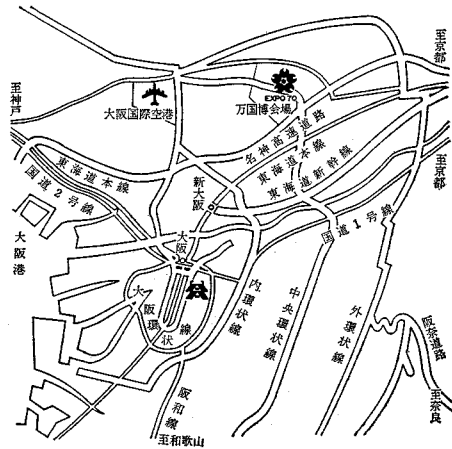 至京都
至神戸
大阪国際空港
EXPO'70
万国博会場
名神高速道路
東海道本線
東海道新幹線
至京都
東海道本線
国道2号線
新大阪
国道1号線
大阪港
大阪
大阪環状線
内環状線
中央環状線
外環状線
阪奈道路
至奈良
阪和線
至和歌山